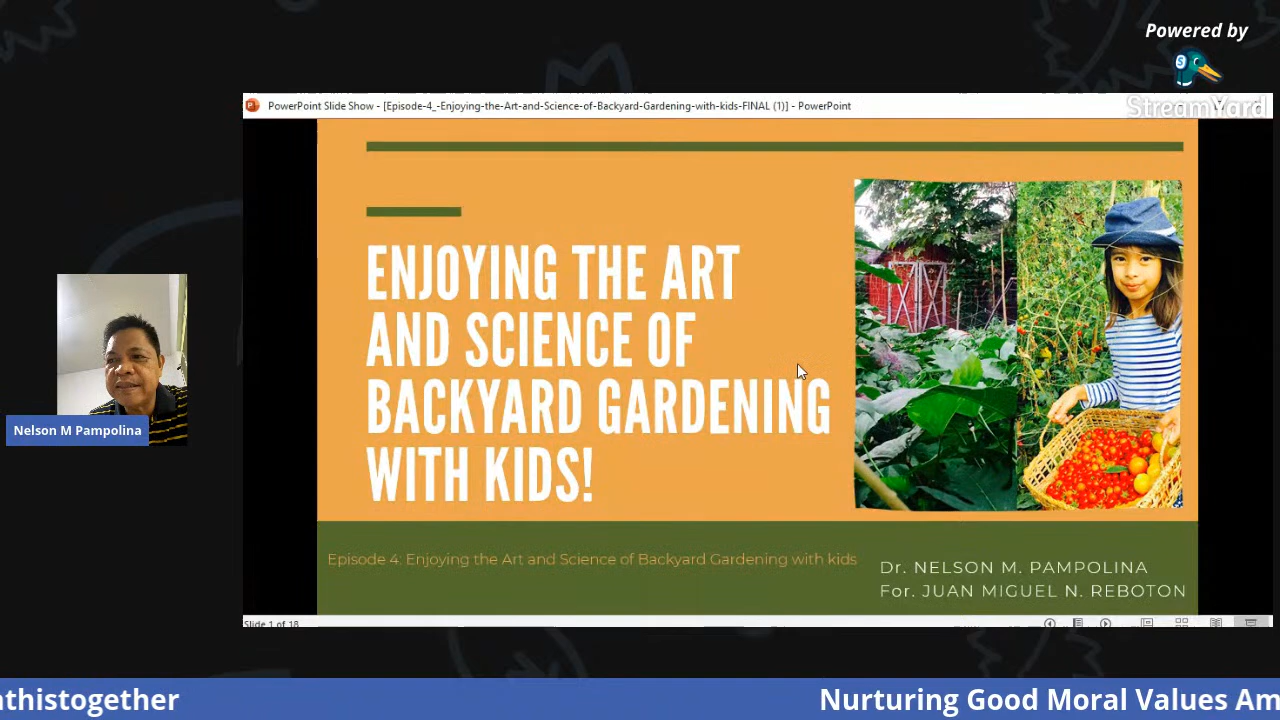 Powered by
StreamYard
PowerPoint Slide Show - [Episode-4_-Enjoying-the-Art-and-Science-of-Backyard-Gardening-with-kids-FINAL (1)] - PowerPoint
ENJOYING THE ART
AND SCIENCE OF
BACKYARD GARDENING
WITH KIDS!
Episode 4: Enjoying the Art and Science of Backyard Gardening with kids
Dr. NELSON M. PAMPOLINA
For. JUAN MIGUEL N. REBOTON
Nelson M Pampolina
Slide 1 of 18
athistogether
Nurturing Good Moral Values Am